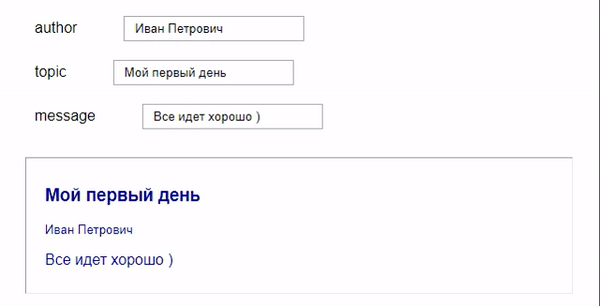 author Иван Петрович
topic Мой первый день
message Все идет хорошо )
Мой первый день
Иван Петрович
Все идет хорошо )